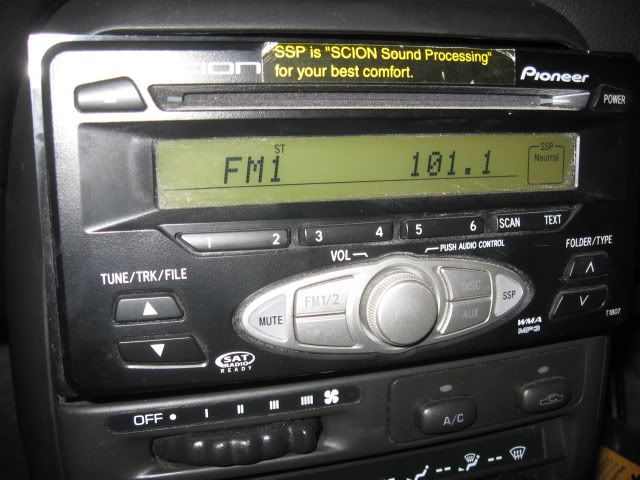 SSP is "SCION Sound Processing"
for your best comfort.
Pioneer
POWER
ST
FM1 101.1
SSP
Neutral
1 2 3 4 5 6 SCAN TEXT
VOL
PUSH AUDIO CONTROL
FOLDER/TYPE
TUNE/TRK/FILE
FM1/2
DISC
MUTE
SSP
AUX
WMA
MP3
T1807
SAT
RADIO
READY
OFF • I II III IIII
A/C